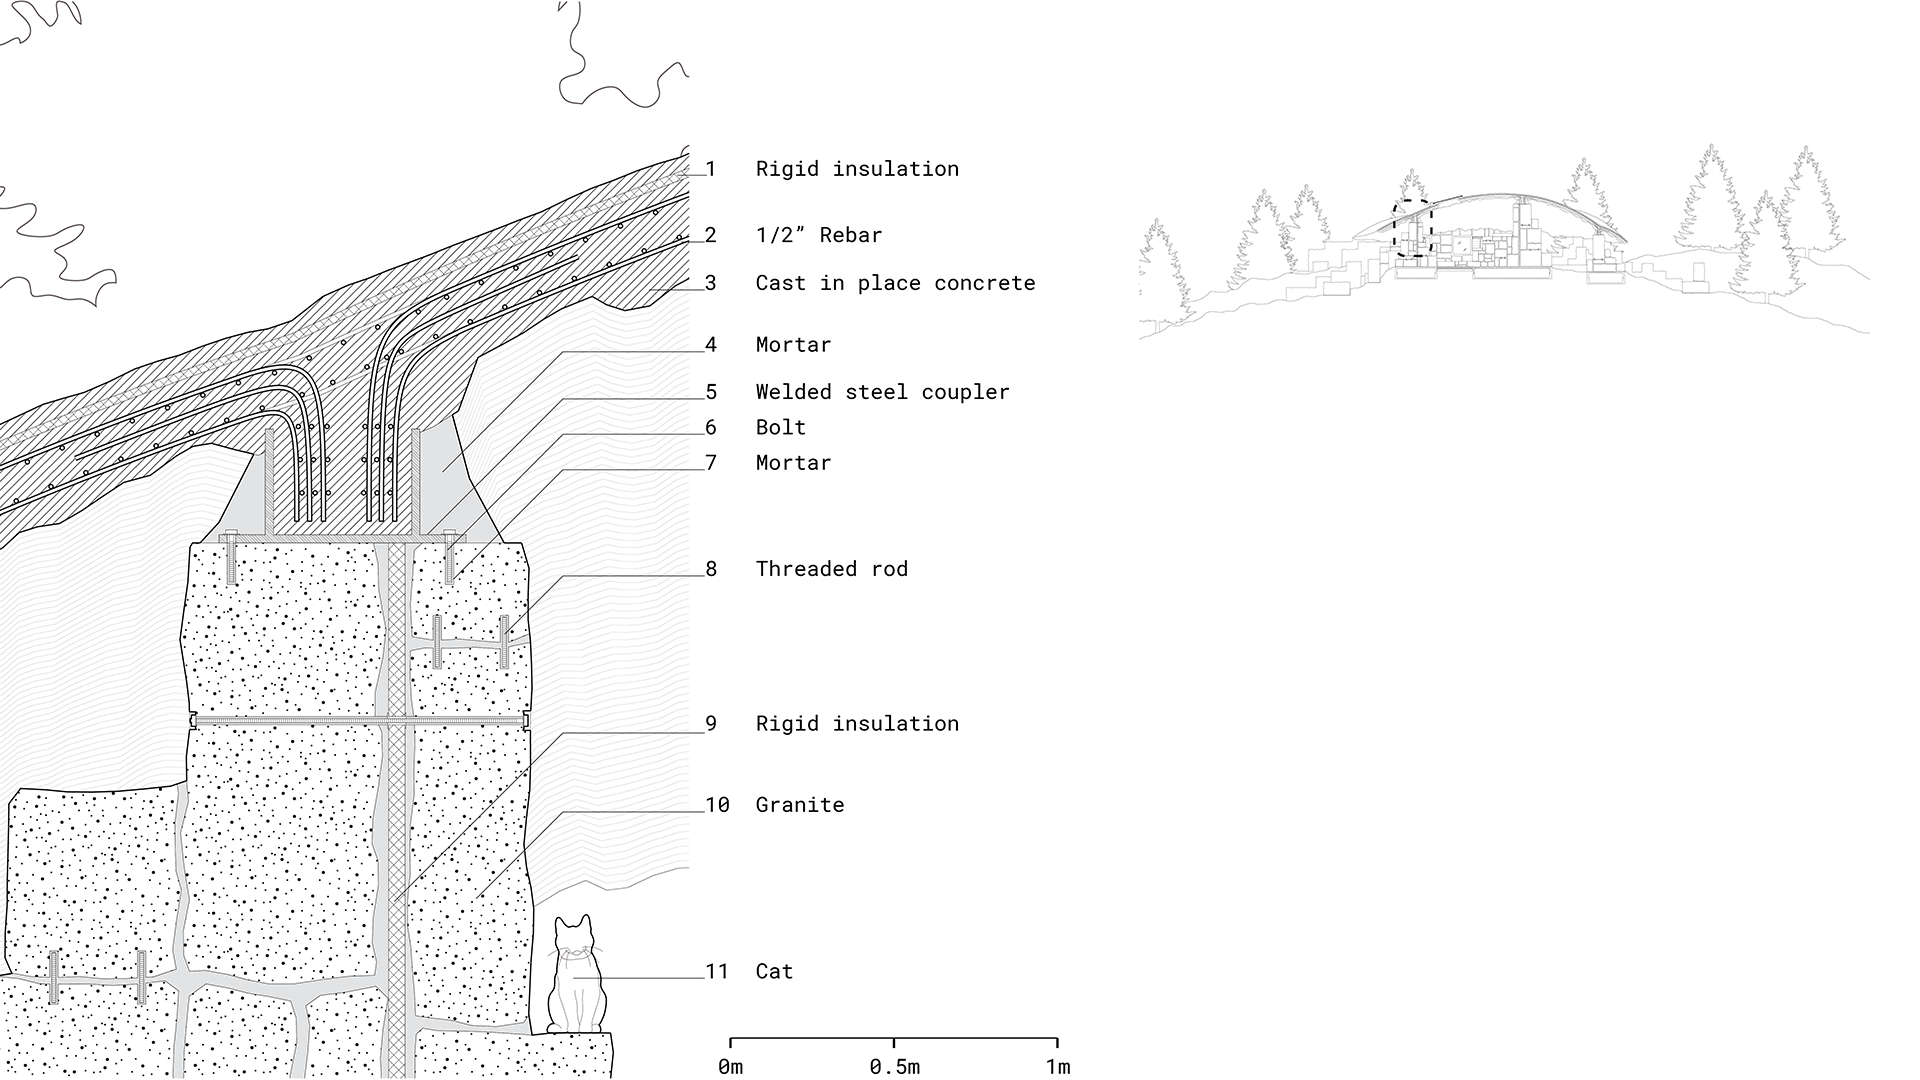 1 Rigid insulation
2 1/2” Rebar
3 Cast in place concrete
4 Mortar
5 Welded steel coupler
6 Bolt
7 Mortar
8 Threaded rod
9 Rigid insulation
10 Granite
11 Cat
0m 0.5m 1m